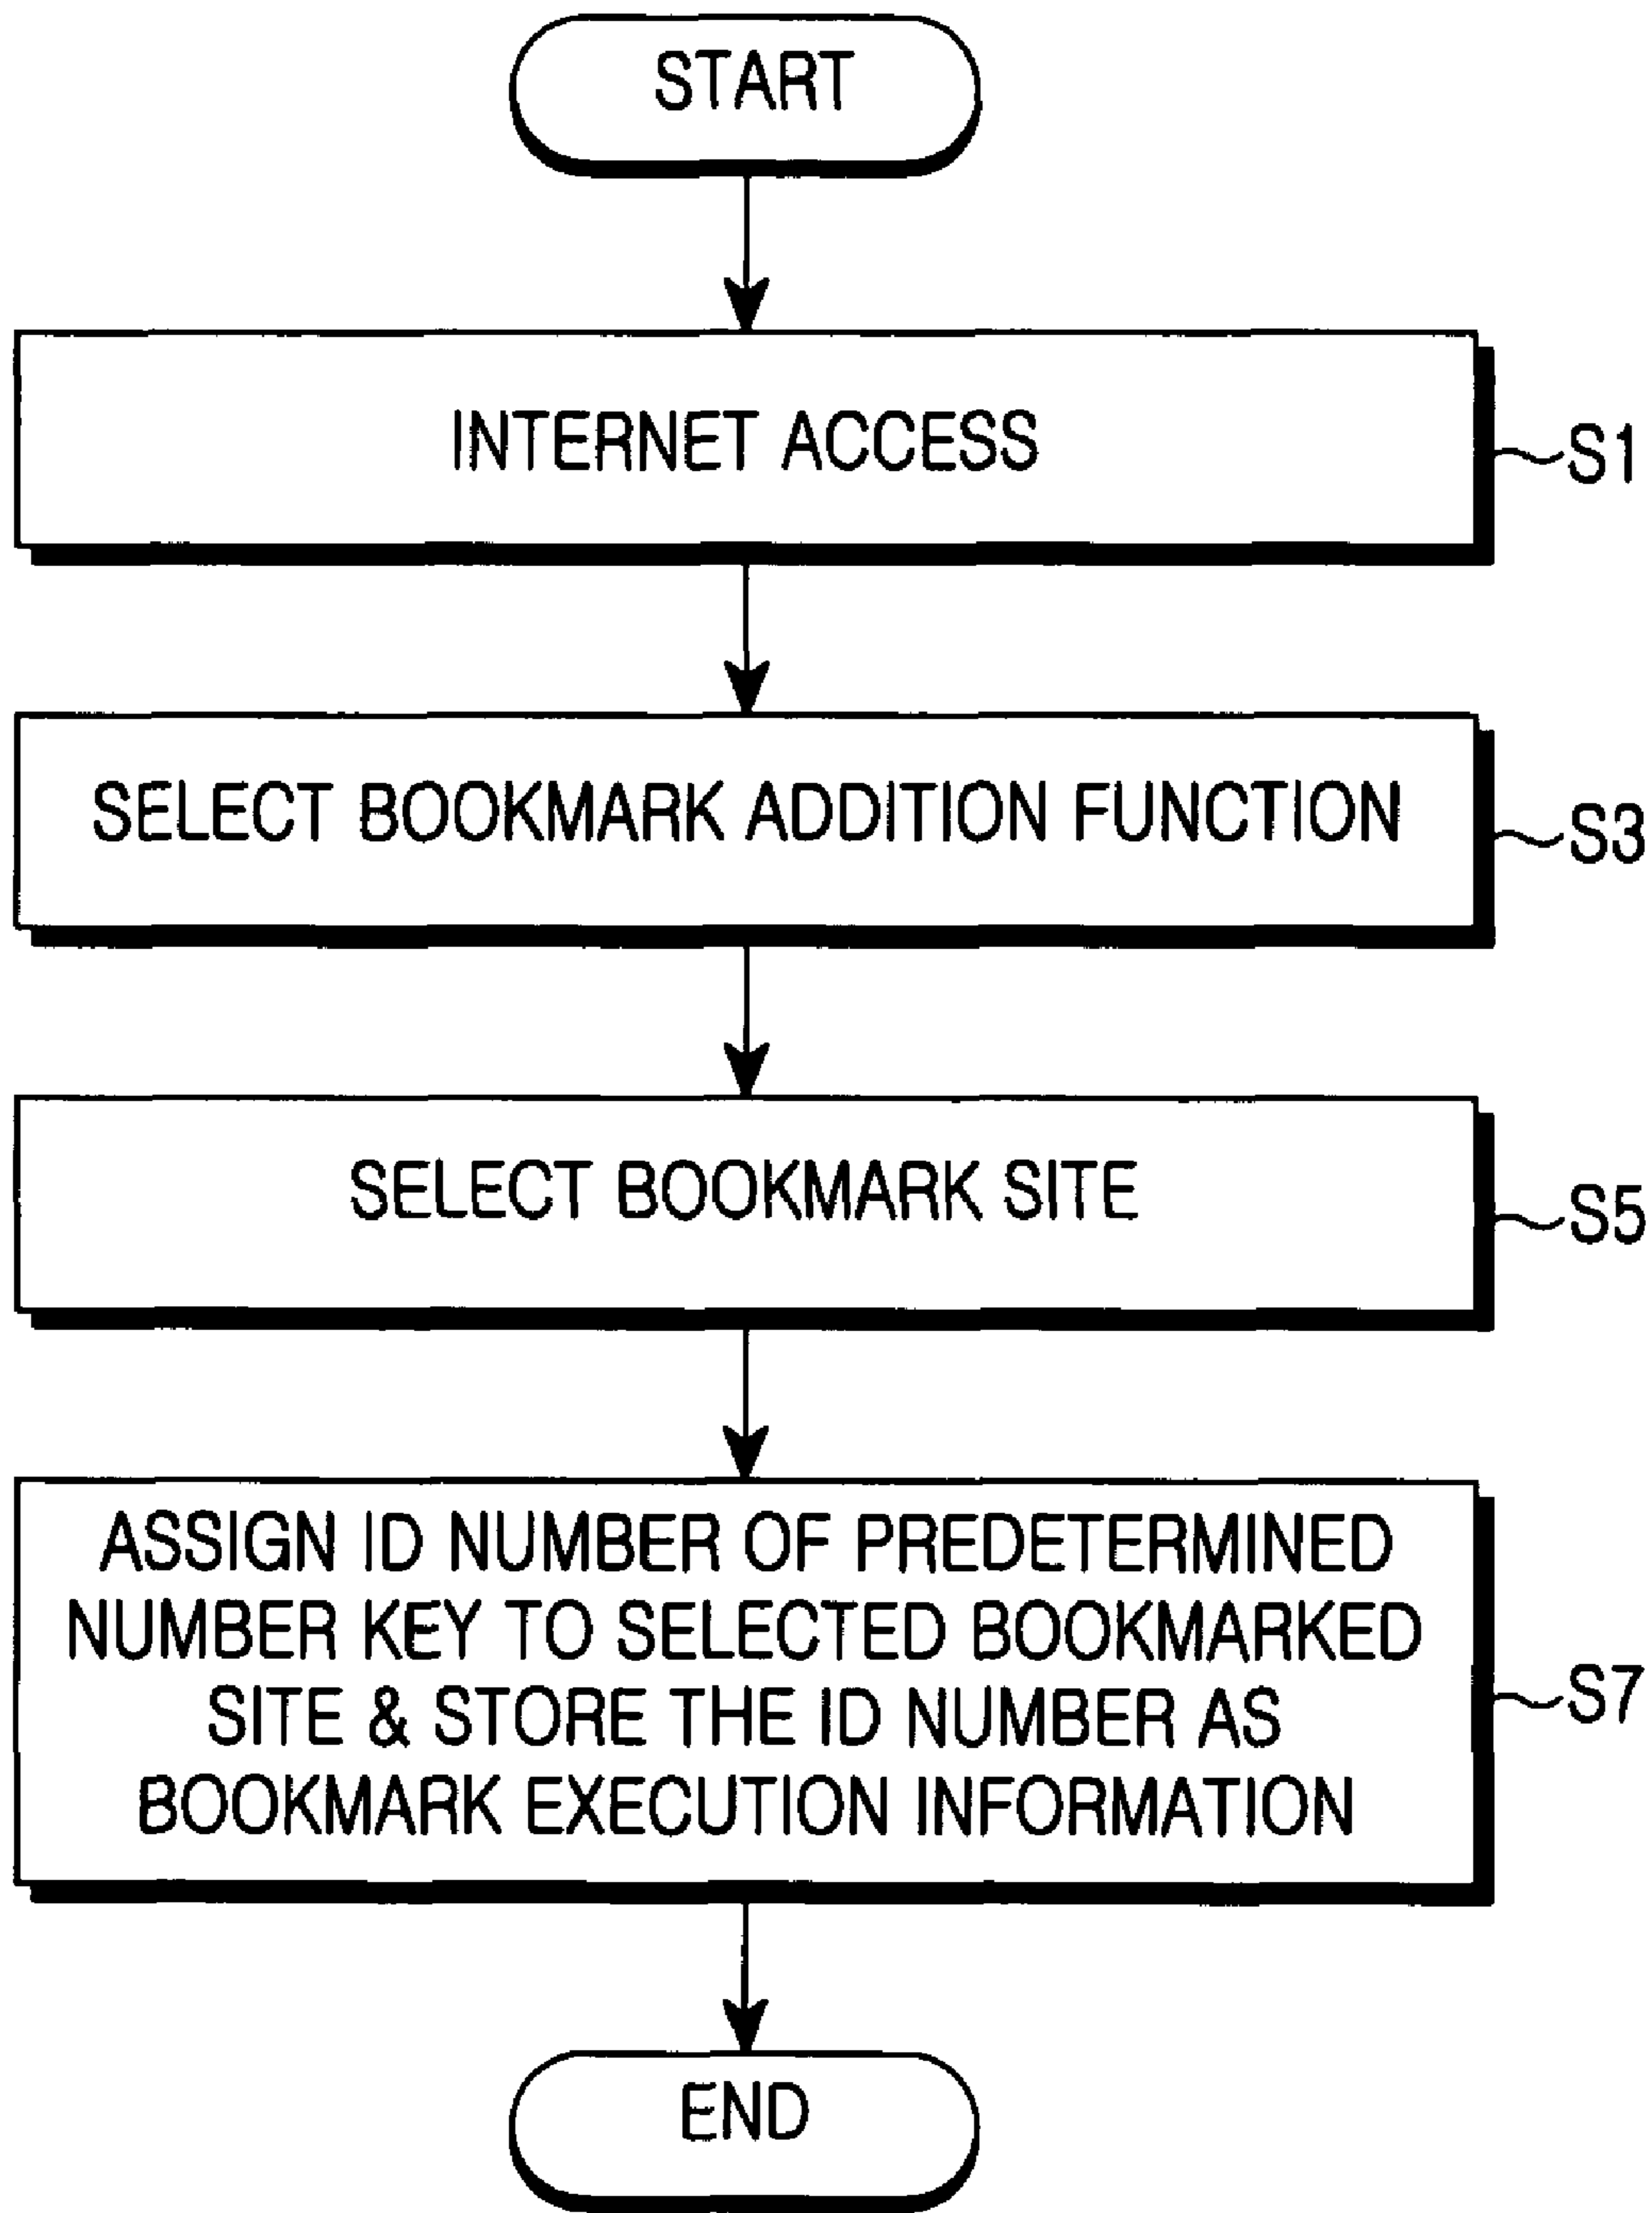 START
INTERNET ACCESS
S1
SELECT BOOKMARK ADDITION FUNCTION
S3
SELECT BOOKMARK SITE
S5
ASSIGN ID NUMBER OF PREDETERMINED
NUMBER KEY TO SELECTED BOOKMARKED
SITE & STORE THE ID NUMBER AS
BOOKMARK EXECUTION INFORMATION
S7
END